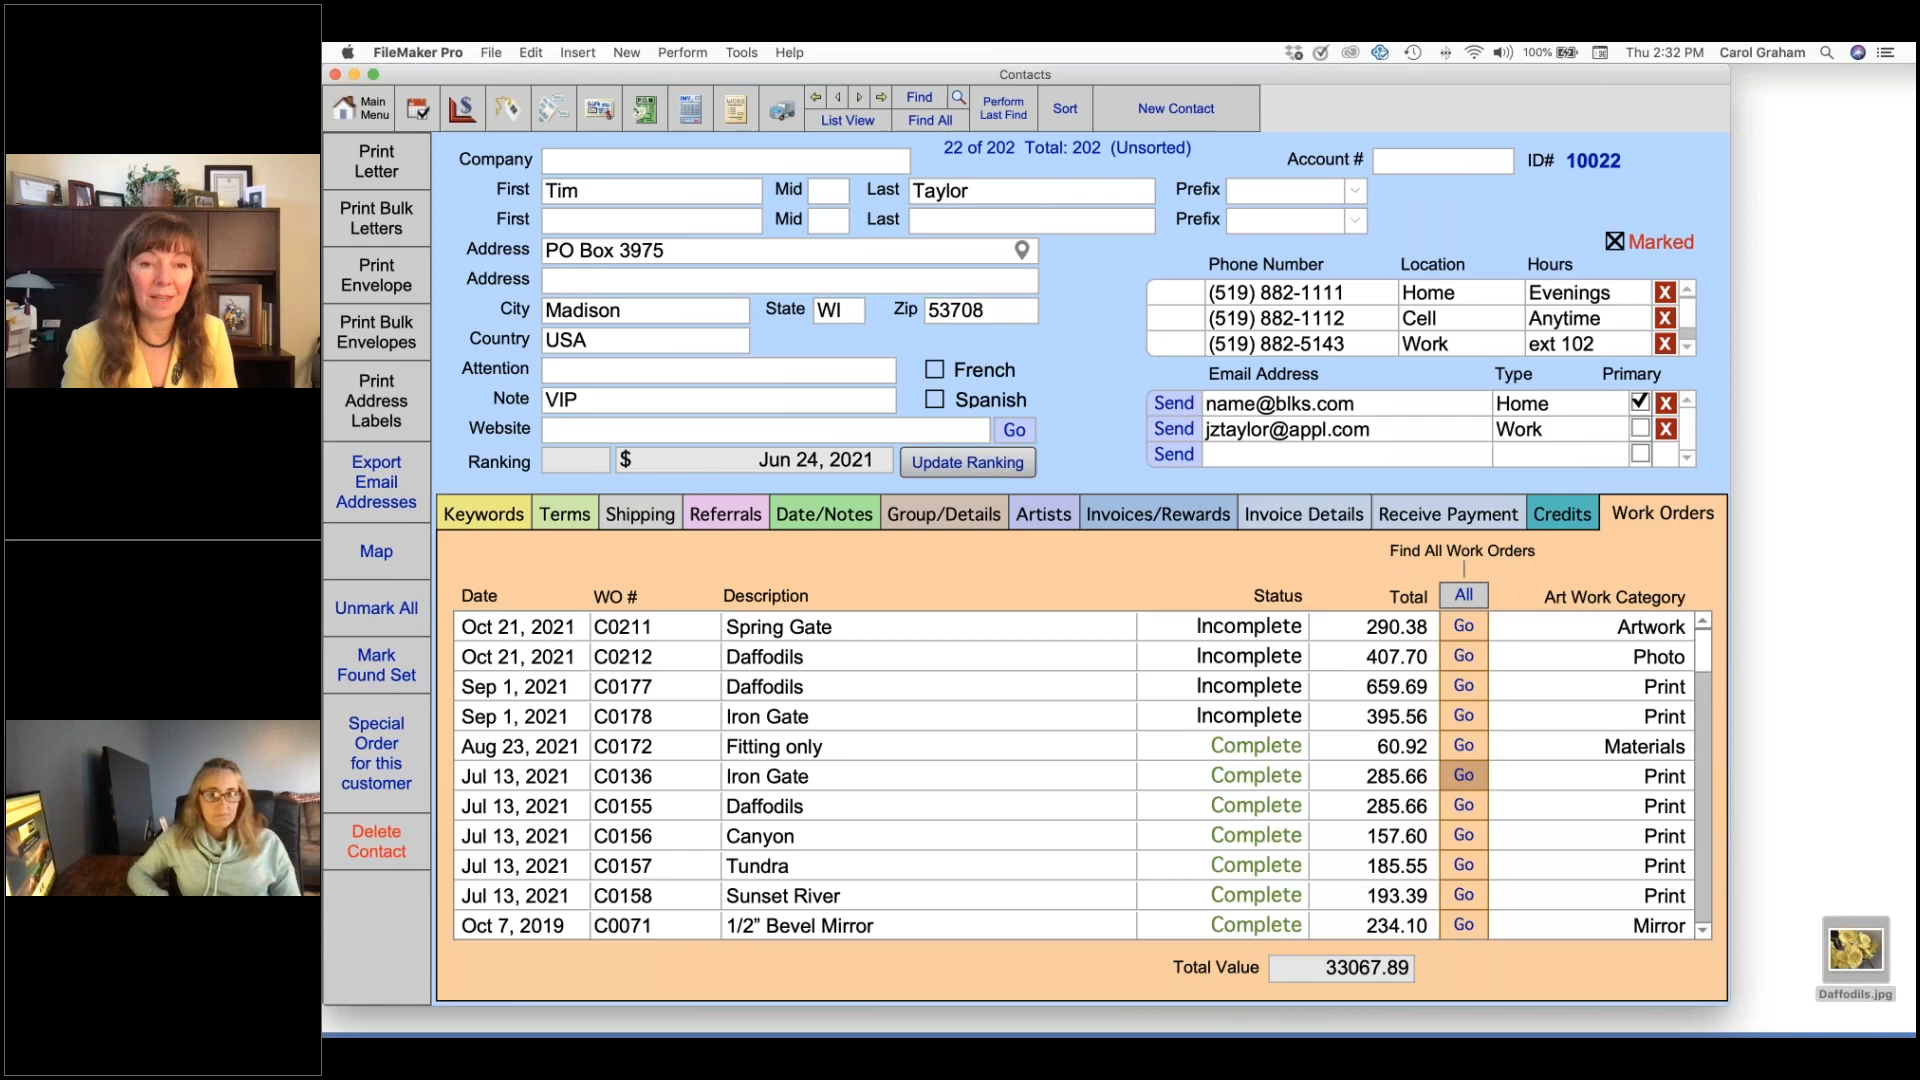 FileMaker Pro File Edit Insert New Perform Tools Help 100% Thu 2:32 PM Carol Graham
Contacts
Main Menu
Find
List View Find All
Perform Last Find
Sort
New Contact
Print Letter
Print Bulk Letters
Print Envelope
Print Bulk Envelopes
Print Address Labels
Export Email Addresses
Map
Unmark All
Mark Found Set
Special Order for this customer
Delete Contact
22 of 202 Total: 202 (Unsorted)
Company Account # ID# 10022
First Tim Mid Last Taylor Prefix
First Mid Last Prefix
Address PO Box 3975
Address
City Madison State WI Zip 53708
Country USA
Attention French
Note VIP Spanish
Website Go
Ranking $ Jun 24, 2021 Update Ranking
Marked
Phone Number Location Hours
(519) 882-1111 Home Evenings X
(519) 882-1112 Cell Anytime X
(519) 882-5143 Work ext 102 X
Email Address Type Primary
Send name@blks.com Home X
Send jztaylor@appl.com Work X
Send
Keywords Terms Shipping Referrals Date/Notes Group/Details Artists Invoices/Rewards Invoice Details Receive Payment Credits Work Orders
Find All Work Orders
Date WO # Description Status Total All Art Work Category
Oct 21, 2021 C0211 Spring Gate Incomplete 290.38 Go Artwork
Oct 21, 2021 C0212 Daffodils Incomplete 407.70 Go Photo
Sep 1, 2021 C0177 Daffodils Incomplete 659.69 Go Print
Sep 1, 2021 C0178 Iron Gate Incomplete 395.56 Go Print
Aug 23, 2021 C0172 Fitting only Complete 60.92 Go Materials
Jul 13, 2021 C0136 Iron Gate Complete 285.66 Go Print
Jul 13, 2021 C0155 Daffodils Complete 285.66 Go Print
Jul 13, 2021 C0156 Canyon Complete 157.60 Go Print
Jul 13, 2021 C0157 Tundra Complete 185.55 Go Print
Jul 13, 2021 C0158 Sunset River Complete 193.39 Go Print
Oct 7, 2019 C0071 1/2” Bevel Mirror Complete 234.10 Go Mirror
Total Value 33067.89
Daffodils.jpg